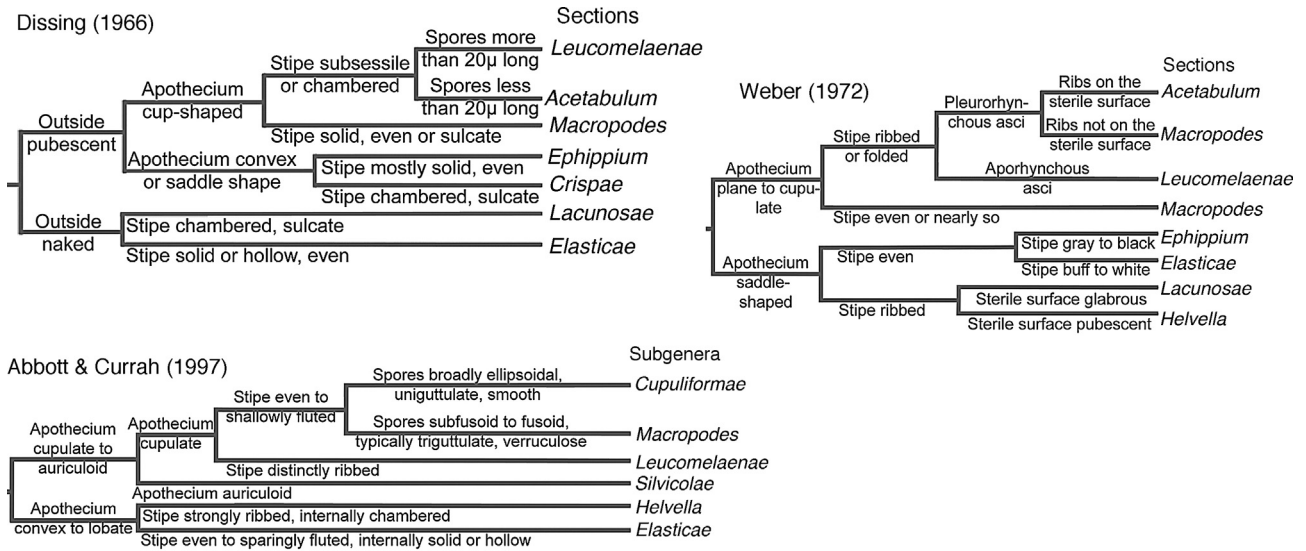 Dissing (1966)
Sections
Spores more
than 20µ long
Leucomelaenae
Stipe subsessile
or chambered
Spores less
than 20µ long
Acetabulum
Apothecium
cup-shaped
Stipe solid, even or sulcate
Macropodes
Outside
pubescent
Apothecium convex
or saddle shape
Stipe mostly solid, even
Ephippium
Stipe chambered, sulcate
Crispae
Outside
naked
Stipe chambered, sulcate
Lacunosae
Stipe solid or hollow, even
Elasticae
Weber (1972)
Sections
Ribs on the
sterile surface
Acetabulum
Pleurorhyn-
chous asci
Ribs not on the
sterile surface
Macropodes
Stipe ribbed
or folded
Aporhynchous
asci
Leucomelaenae
Apothecium
plane to cupu-
late
Stipe even or nearly so
Macropodes
Stipe even
Stipe gray to black
Ephippium
Stipe buff to white
Elasticae
Apothecium
saddle-
shaped
Stipe ribbed
Sterile surface glabrous
Lacunosae
Sterile surface pubescent
Helvella
Abbott & Currah (1997)
Subgenera
Spores broadly ellipsoidal,
uniguttulate, smooth
Cupuliformae
Stipe even to
shallowly fluted
Spores subfusoid to fusoid,
typically triguttulate, verruculose
Macropodes
Apothecium
cupulate
Stipe distinctly ribbed
Leucomelaenae
Apothecium
cupulate to
auriculoid
Apothecium auriculoid
Silvicolae
Apothecium
convex to lobate
Stipe strongly ribbed, internally chambered
Helvella
Stipe even to sparingly fluted, internally solid or hollow
Elasticae